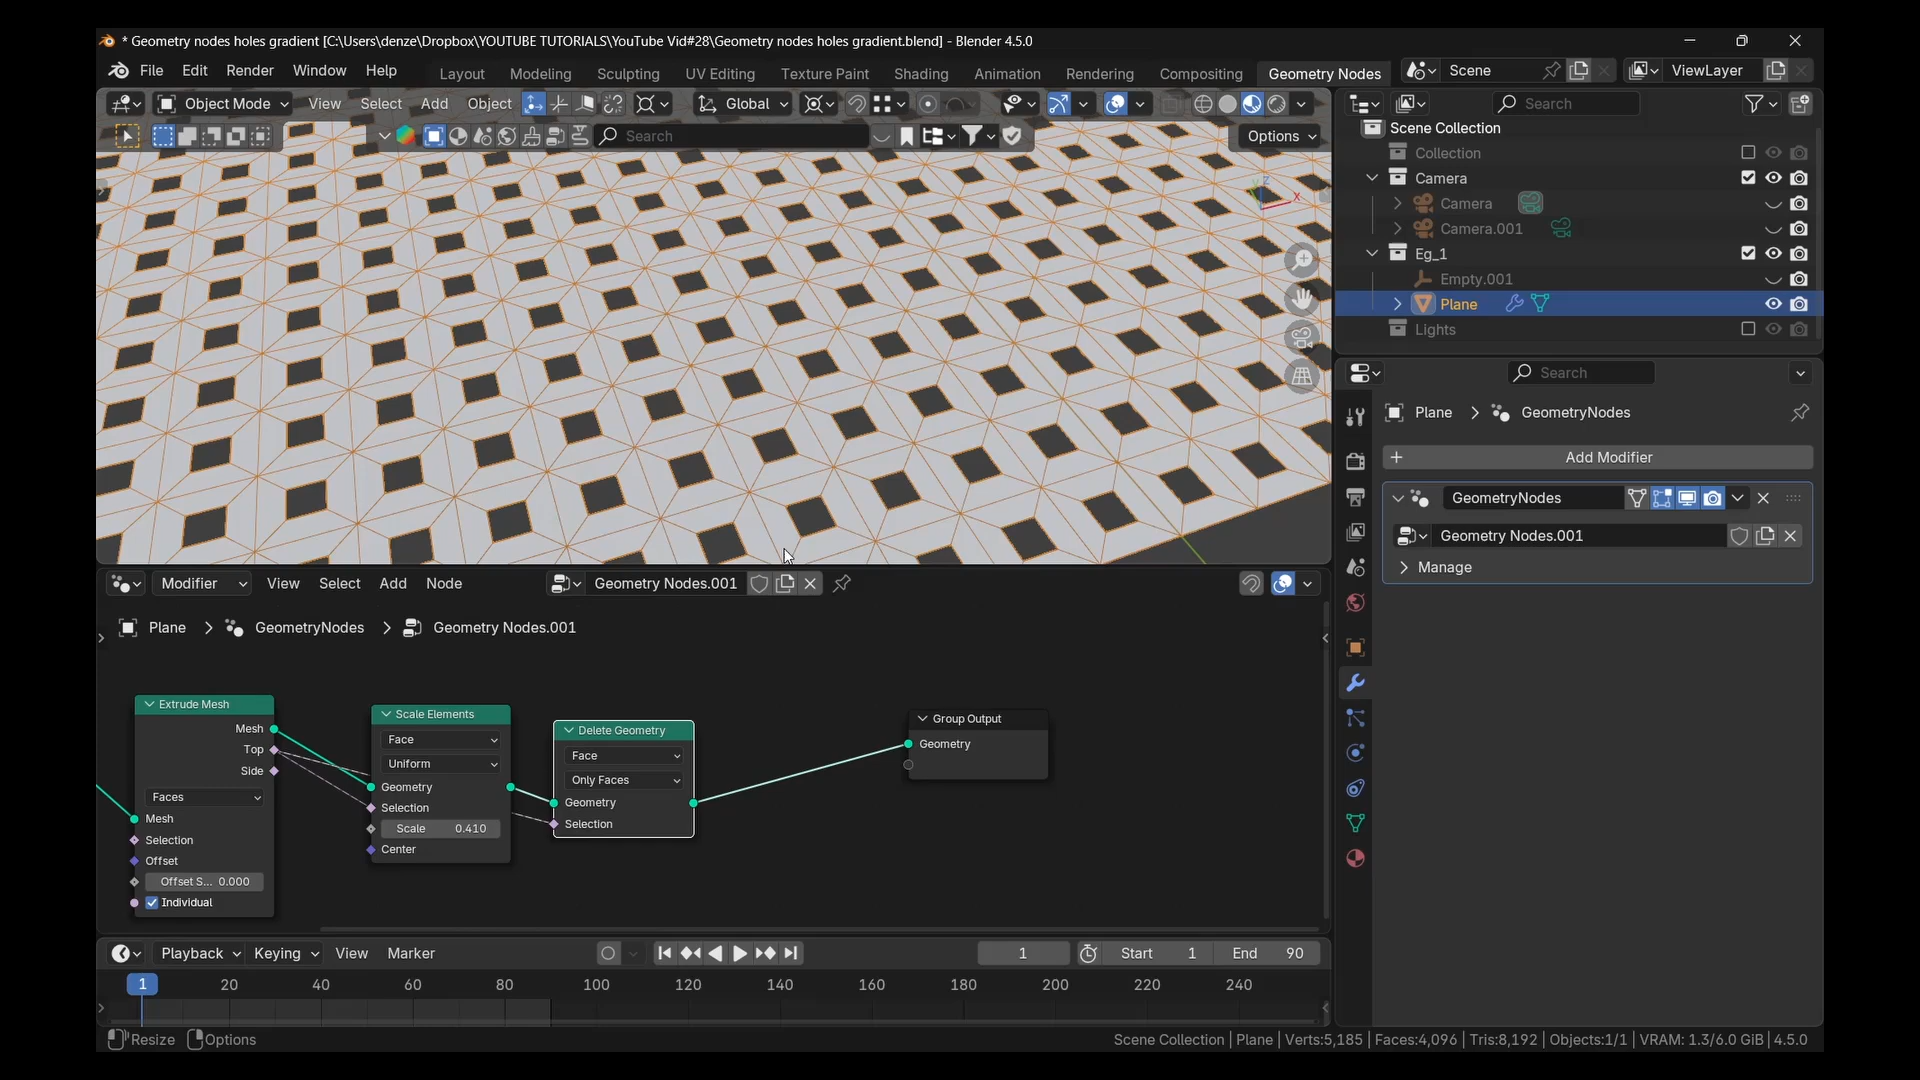 * Geometry nodes holes gradient [C:\Users\denze\Dropbox\YOUTUBE TUTORIALS\YouTube Vid#28\Geometry nodes holes gradient.blend] - Blender 4.5.0
File Edit Render Window Help Layout Modeling Sculpting UV Editing Texture Paint Shading Animation Rendering Compositing Geometry Nodes Scene ViewLayer
Object Mode View Select Add Object Global Search
Search Options
Scene Collection
Collection
Camera
Camera
Camera.001
Eg_1
Empty.001
Plane
Lights
Z
X
Search
Plane GeometryNodes
Add Modifier
GeometryNodes
Geometry Nodes.001
Manage
Modifier View Select Add Node Geometry Nodes.001
Plane GeometryNodes Geometry Nodes.001
Extrude Mesh
Mesh
Top
Side
Faces
Mesh
Selection
Offset
Offset S... 0.000
Individual
Scale Elements
Face
Uniform
Geometry
Selection
Scale 0.410
Center
Delete Geometry
Face
Only Faces
Geometry
Selection
Group Output
Geometry
Playback Keying View Marker 1 Start 1 End 90
1 20 40 60 80 100 120 140 160 180 200 220 240
Resize Options Scene Collection | Plane | Verts:5,185 | Faces:4,096 | Tris:8,192 | Objects:1/1 | VRAM: 1.3/6.0 GiB | 4.5.0